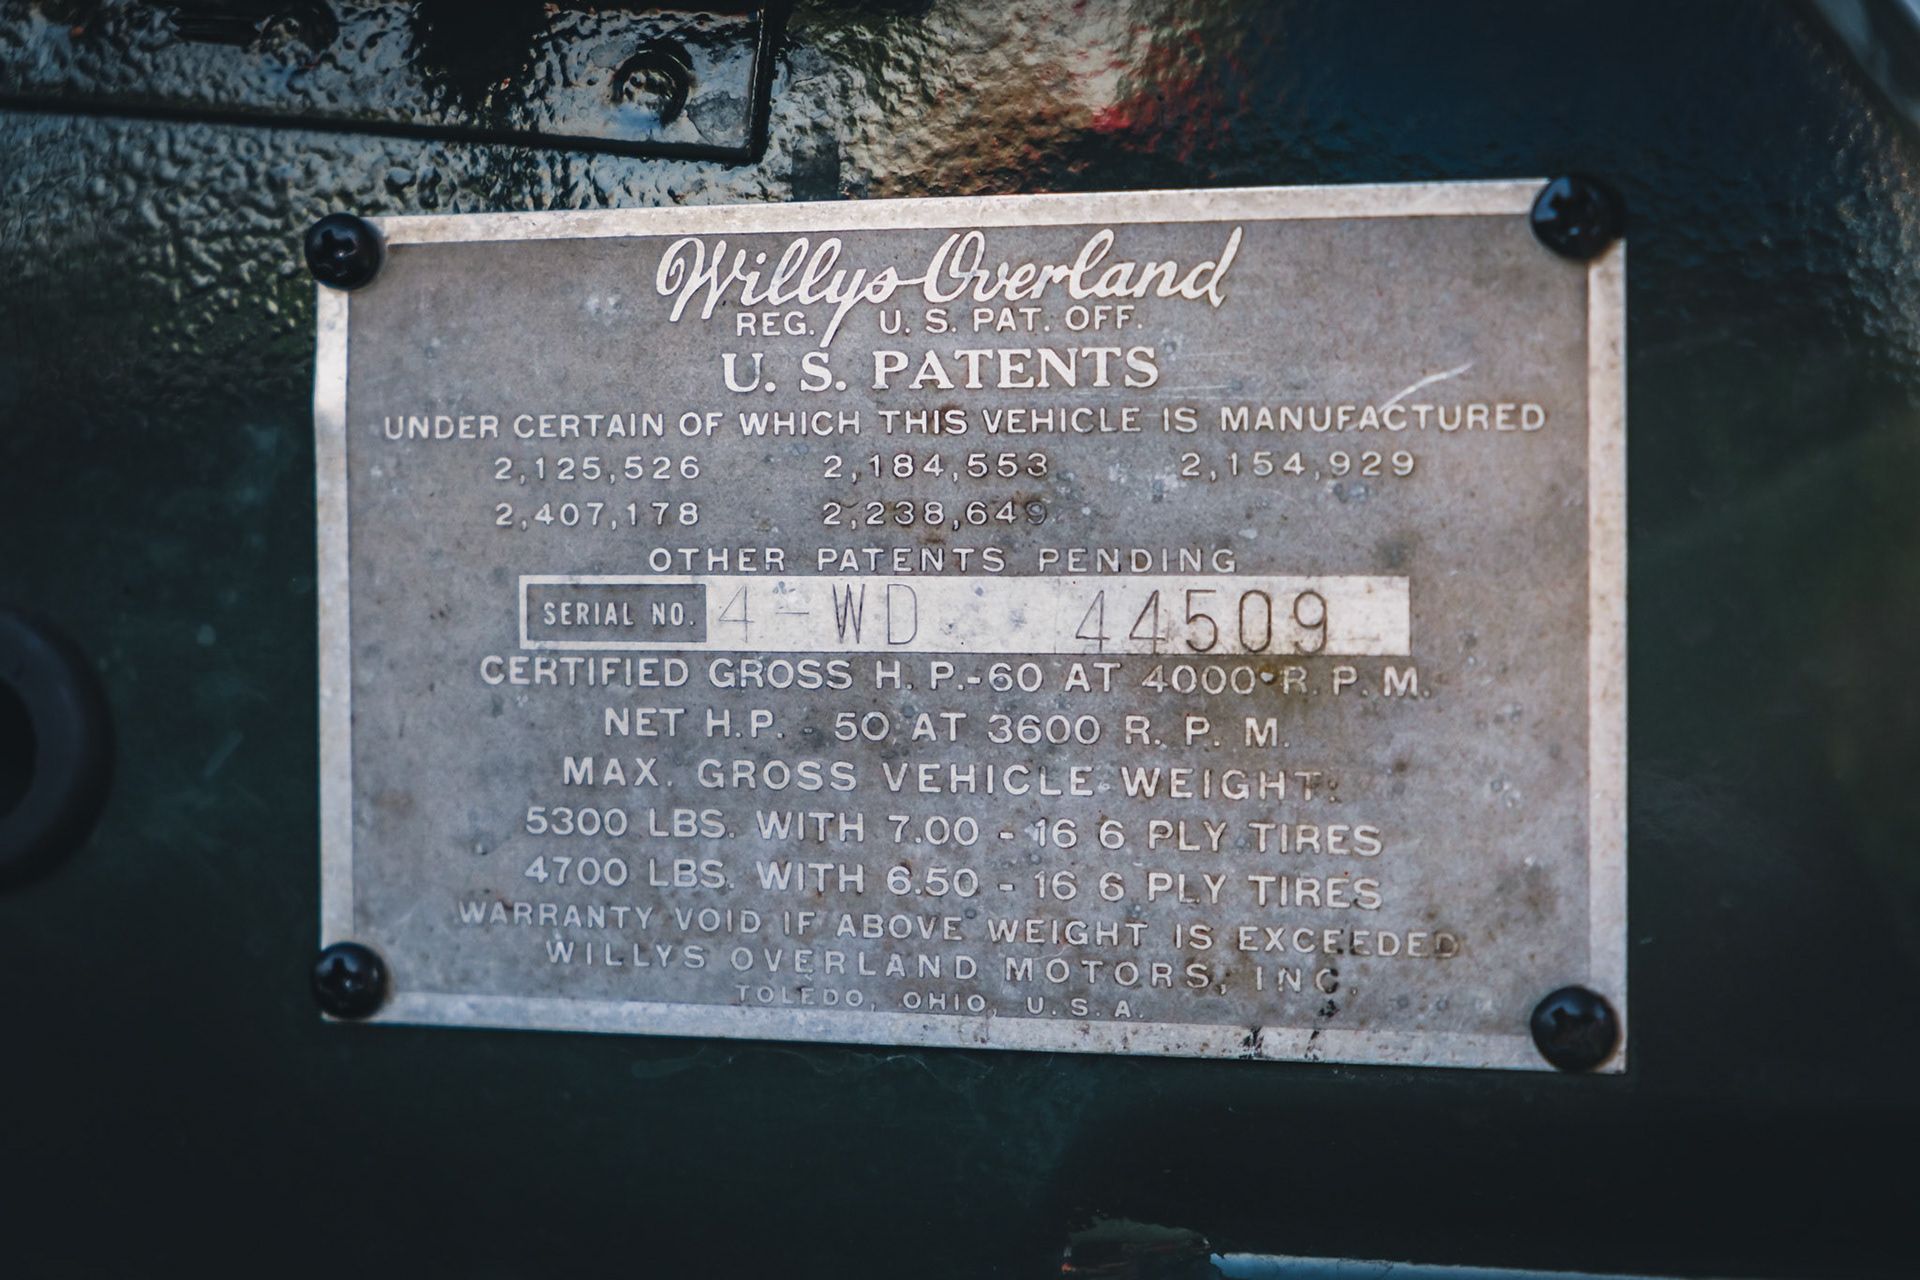 Willys-Overland
REG. U. S. PAT. OFF.
U. S. PATENTS
UNDER CERTAIN OF WHICH THIS VEHICLE IS MANUFACTURED
2,125,526 2,184,553 2,154,929
2,407,178 2,238,649
OTHER PATENTS PENDING
SERIAL NO. 4-WD 44509
CERTIFIED GROSS H. P.-60 AT 4000 R. P. M.
NET H.P. - 50 AT 3600 R. P. M.
MAX. GROSS VEHICLE WEIGHT:
5300 LBS. WITH 7.00 - 16 6 PLY TIRES
4700 LBS. WITH 6.50 - 16 6 PLY TIRES
WARRANTY VOID IF ABOVE WEIGHT IS EXCEEDED
WILLYS OVERLAND MOTORS, INC.
TOLEDO, OHIO, U. S. A.